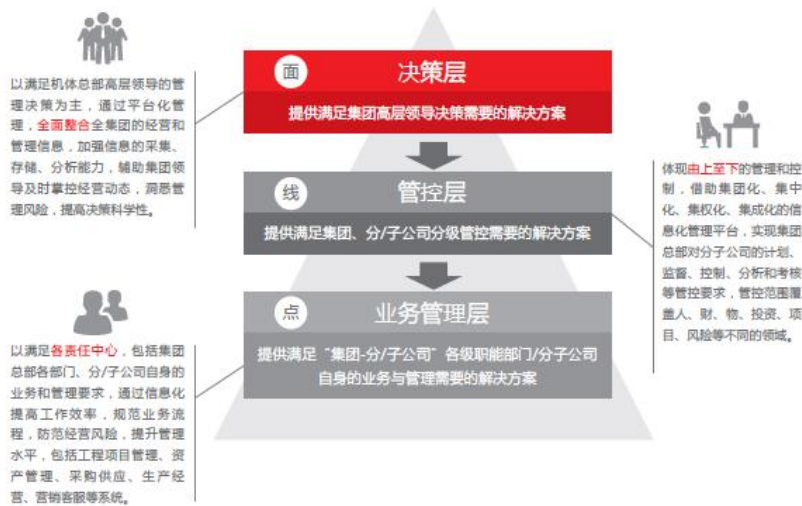 面
决策层
提供满足集团高层领导决策需要的解决方案
以满足机体总部高层领导的管
理决策为主，通过平台化管
理，全面整合全集团的经营和
管理信息，加强信息的采集、
存储、分析能力，辅助集团领
导及时掌控经营动态，洞悉管
理风险，提高决策科学性。
线
管控层
提供满足集团、分/子公司分级管控需要的解决方案
体现由上至下的管理和控
制，借助集团化、集中
化、集权化、集成化的信
息化管理平台，实现集团
总部对分子公司的计划、
监督、控制、分析和考核
等管控要求，管控范围覆
盖人、财、物、投资、项
目、风险等不同的领域。
点
业务管理层
提供满足“集团-分/子公司”各级职能部门/分子公司
自身的业务与管理需要的解决方案
以满足各责任中心，包括集团
总部各部门、分/子公司自身的
业务和管理要求，通过信息化
提高工作效率，规范业务流
程，防范经营风险，提升管理
水平，包括工程项目管理、资
产管理、采购供应、生产经
营、营销客服等系统。